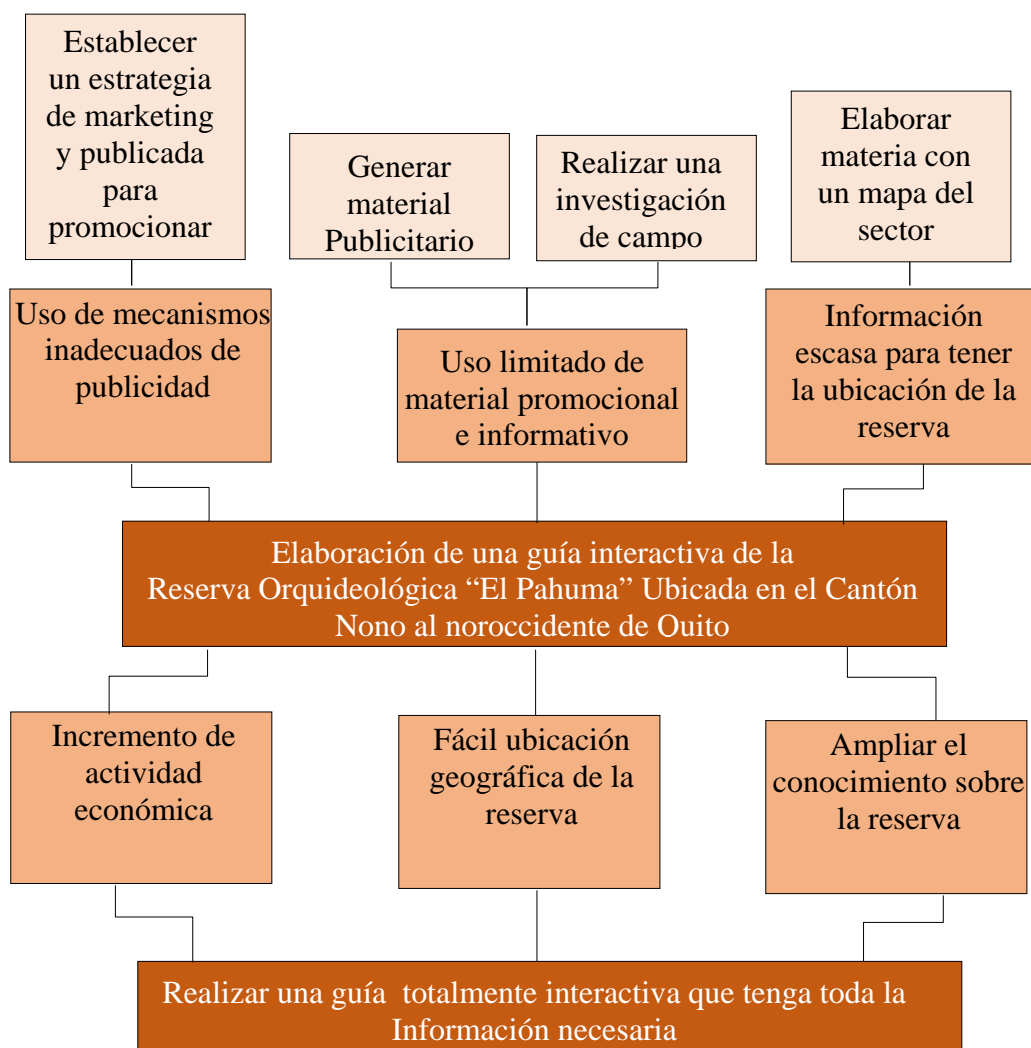 Establecer
un estrategia
de marketing
y publicada
para
promocionar
Generar
material
Publicitario
Realizar una
investigación
de campo
Elaborar
materia con
un mapa del
sector
Uso de mecanismos
inadecuados de
publicidad
Uso limitado de
material promocional
e informativo
Información
escasa para tener
la ubicación de la
reserva
Elaboración de una guía interactiva de la
Reserva Orquideológica “El Pahuma” Ubicada en el Cantón
Nono al noroccidente de Quito
Incremento de
actividad
económica
Fácil ubicación
geográfica de la
reserva
Ampliar el
conocimiento sobre
la reserva
Realizar una guía totalmente interactiva que tenga toda la
Información necesaria